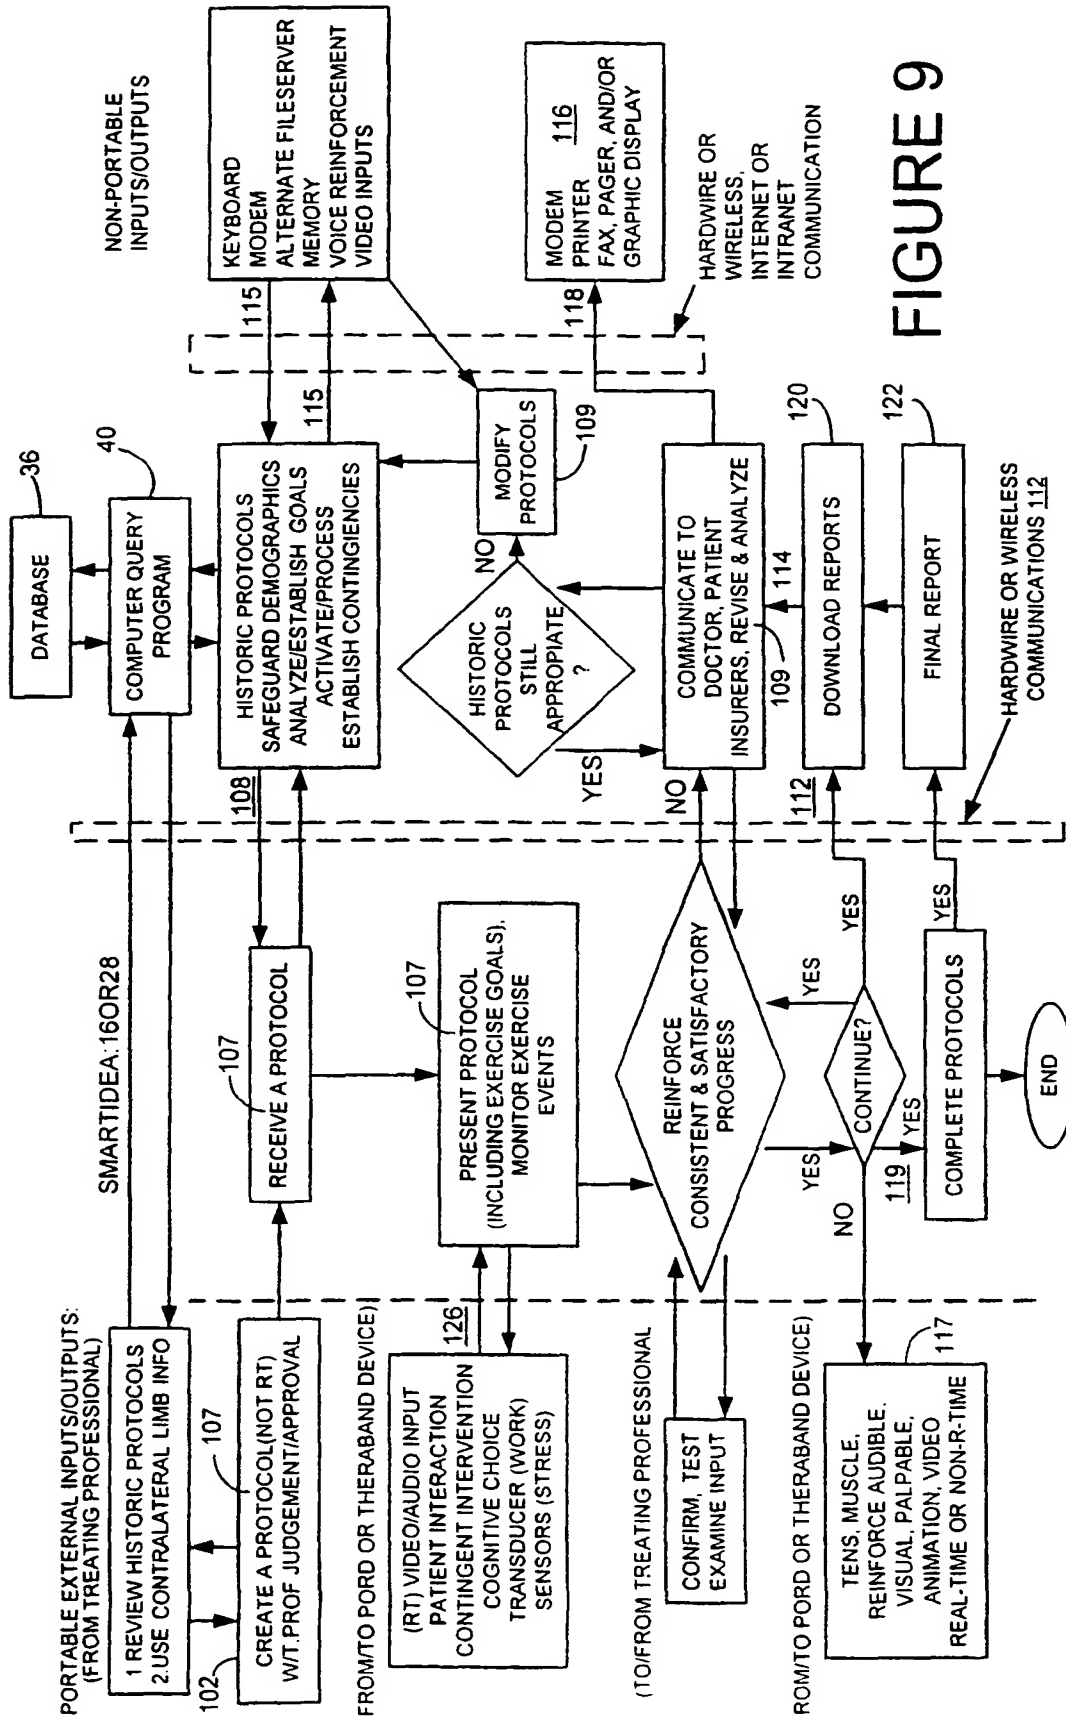 PORTABLE EXTERNAL INPUTS/OUTPUTS:
(FROM TREATING PROFESSIONAL)
1 REVIEW HISTORIC PROTOCOLS
2.USE CONTRALATERAL LIMB INFO
102
107
CREATE A PROTOCOL(NOT RT)
W/T.PROF JUDGEMENT/APPROVAL
FROM/TO PORD OR THERABAND DEVICE)
(RT) VIDEO/AUDIO INPUT
PATIENT INTERACTION
CONTINGENT INTERVENTION
COGNITIVE CHOICE
TRANSDUCER (WORK)
SENSORS (STRESS)
126
(TO/FROM TREATING PROFESSIONAL
CONFIRM, TEST
EXAMINE INPUT
ROM/TO PORD OR THERABAND DEVICE)
TENS, MUSCLE,
REINFORCE AUDIBLE.
VISUAL, PALPABLE,
ANIMATION, VIDEO
REAL-TIME OR NON-R-TIME
117
SMARTIDEA:16OR28
107
RECEIVE A PROTOCOL
107
PRESENT PROTOCOL
(INCLUDING EXERCISE GOALS),
MONITOR EXERCISE
EVENTS
REINFORCE
CONSISTENT & SATISFACTORY
PROGRESS
YES
YES
CONTINUE?
NO
119
YES
YES
COMPLETE PROTOCOLS
YES
END
36
DATABASE
40
COMPUTER QUERY
PROGRAM
108
HISTORIC PROTOCOLS
SAFEGUARD DEMOGRAPHICS
ANALYZE/ESTABLISH GOALS
ACTIVATE/PROCESS
ESTABLISH CONTINGIENCIES
HISTORIC
PROTOCOLS
STILL
APPROPIATE
?
NO
YES
MODIFY
PROTOCOLS
109
NO
COMMUNICATE TO
DOCTOR, PATIENT
INSURERS, REVISE & ANALYZE
109
114
112
DOWNLOAD REPORTS
120
FINAL REPORT
122
HARDWIRE OR WIRELESS
COMMUNICATIONS 112
NON-PORTABLE
INPUTS/OUTPUTS
KEYBOARD
MODEM
ALTERNATE FILESERVER
MEMORY
VOICE REINFORCEMENT
VIDEO INPUTS
115
115
MODEM
PRINTER 116
FAX, PAGER, AND/OR
GRAPHIC DISPLAY
118
HARDWIRE OR
WIRELESS,
INTERNET OR
INTRANET
COMMUNICATION
FIGURE 9